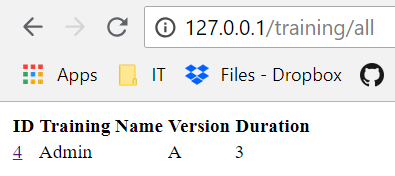 127.0.0.1/training/all
Apps IT Files - Dropbox
ID Training Name Version Duration
4 Admin A 3